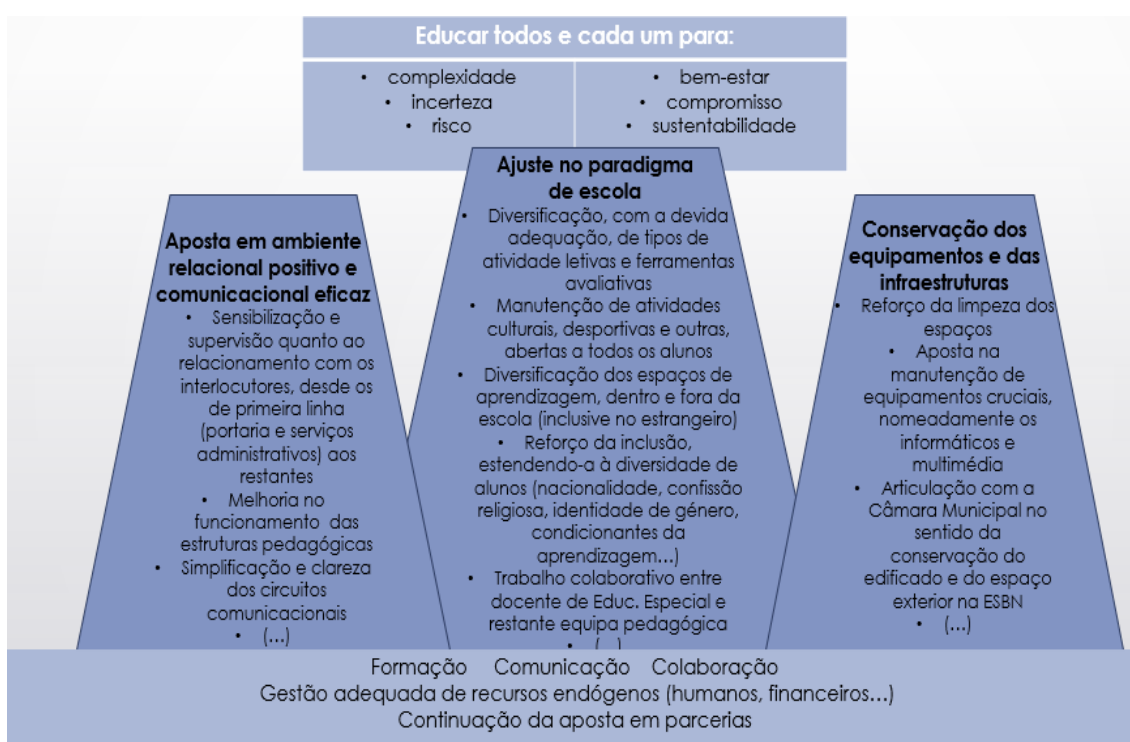 Educar todos e cada um para:
• complexidade
• incerteza
• risco
• bem-estar
• compromisso
• sustentabilidade
Aposta em ambiente
relacional positivo e
comunicacional eficaz
• Sensibilização e
supervisão quanto ao
relacionamento com os
interlocutores, desde os
de primeira linha
(portaria e serviços
administrativos) aos
restantes
• Melhoria no
funcionamento das
estruturas pedagógicas
• Simplificação e clareza
dos circuitos
comunicacionais
• (...)
Ajuste no paradigma
de escola
• Diversificação, com a devida
adequação, de tipos de
atividade letivas e ferramentas
avaliativas
• Manutenção de atividades
culturais, desportivas e outras,
abertas a todos os alunos
• Diversificação dos espaços de
aprendizagem, dentro e fora da
escola (inclusive no estrangeiro)
• Reforço da inclusão,
estendendo-a à diversidade de
alunos (nacionalidade, confissão
religiosa, identidade de género,
condicionantes da
aprendizagem...)
• Trabalho colaborativo entre
docente de Educ. Especial e
restante equipa pedagógica
• (...)
Conservação dos
equipamentos e das
infraestruturas
• Reforço da limpeza dos
espaços
• Aposta na
manutenção de
equipamentos cruciais,
nomeadamente os
informáticos e
multimédia
• Articulação com a
Câmara Municipal no
sentido da
conservação do
edificado e do espaço
exterior na ESBN
• (...)
Formação Comunicação Colaboração
Gestão adequada de recursos endógenos (humanos, financeiros...)
Continuação da aposta em parcerias